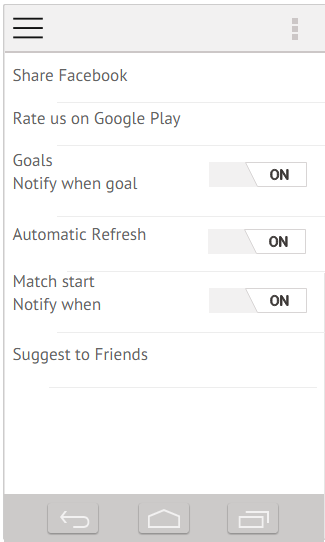 Share Facebook
Rate us on Google Play
Goals
Notify when goal
ON
Automatic Refresh
ON
Match start
Notify when
ON
Suggest to Friends